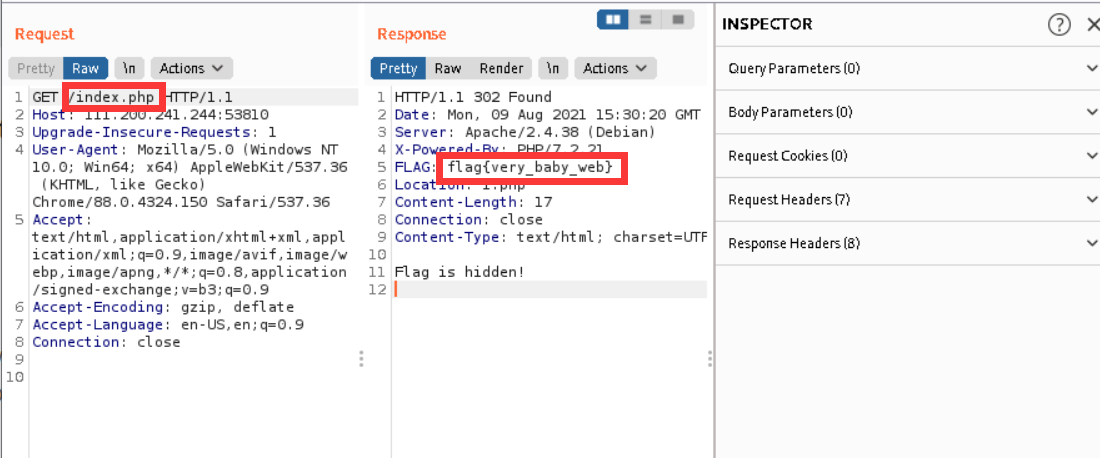 Request
Pretty Raw \n Actions
1 GET /index.php HTTP/1.1
2 Host: 111.200.241.244:53810
3 Upgrade-Insecure-Requests: 1
4 User-Agent: Mozilla/5.0 (Windows NT
10.0; Win64; x64) AppleWebKit/537.36
(KHTML, like Gecko)
Chrome/88.0.4324.150 Safari/537.36
5 Accept:
text/html,application/xhtml+xml,appl
ication/xml;q=0.9,image/avif,image/w
ebp,image/apng,*/*;q=0.8,application
/signed-exchange;v=b3;q=0.9
6 Accept-Encoding: gzip, deflate
7 Accept-Language: en-US,en;q=0.9
8 Connection: close
9
10
Response
Pretty Raw Render \n Actions
1 HTTP/1.1 302 Found
2 Date: Mon, 09 Aug 2021 15:30:20 GMT
3 Server: Apache/2.4.38 (Debian)
4 X-Powered-By: PHP/7.2.21
5 FLAG: flag{very_baby_web}
6 Location: 1.php
7 Content-Length: 17
8 Connection: close
9 Content-Type: text/html; charset=UTF
10
11 Flag is hidden!
12
INSPECTOR
Query Parameters (0)
Body Parameters (0)
Request Cookies (0)
Request Headers (7)
Response Headers (8)